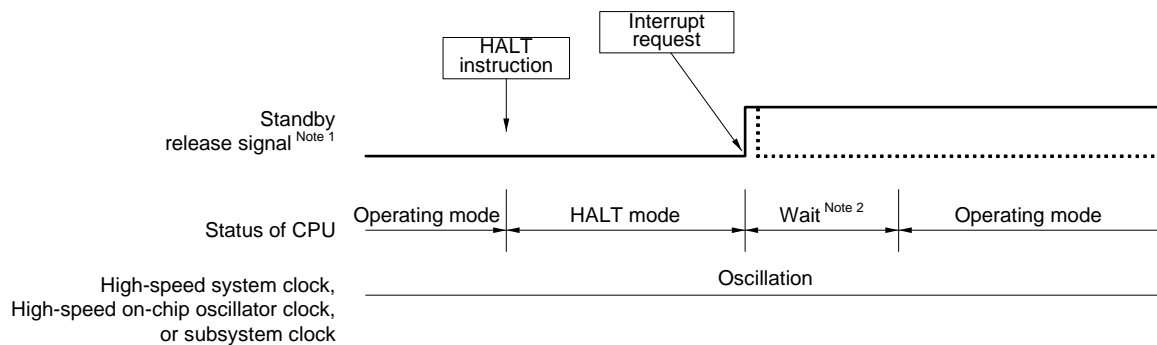 Interrupt
request
HALT
instruction
Standby
release signal Note 1
Operating mode
HALT mode
Wait Note 2
Operating mode
Status of CPU
Oscillation
High-speed system clock,
High-speed on-chip oscillator clock,
or subsystem clock